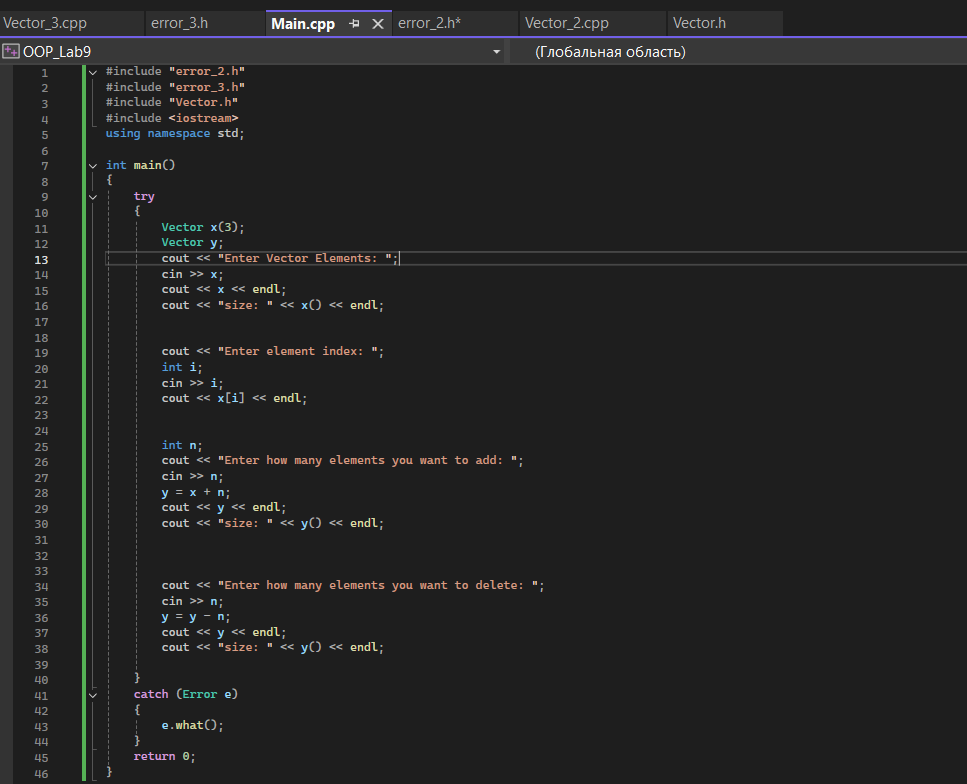 Vector_3.cpp error_3.h Main.cpp error_2.h* Vector_2.cpp Vector.h
OOP_Lab9 (Глобальная область)
1 #include "error_2.h"
2 #include "error_3.h"
3 #include "Vector.h"
4 #include <iostream>
5 using namespace std;
6
7 int main()
8 {
9 try
10 {
11 Vector x(3);
12 Vector y;
13 cout << "Enter Vector Elements: ";
14 cin >> x;
15 cout << x << endl;
16 cout << "size: " << x() << endl;
17
18
19 cout << "Enter element index: ";
20 int i;
21 cin >> i;
22 cout << x[i] << endl;
23
24
25 int n;
26 cout << "Enter how many elements you want to add: ";
27 cin >> n;
28 y = x + n;
29 cout << y << endl;
30 cout << "size: " << y() << endl;
31
32
33
34 cout << "Enter how many elements you want to delete: ";
35 cin >> n;
36 y = y - n;
37 cout << y << endl;
38 cout << "size: " << y() << endl;
39
40 }
41 catch (Error e)
42 {
43 e.what();
44 }
45 return 0;
46 }